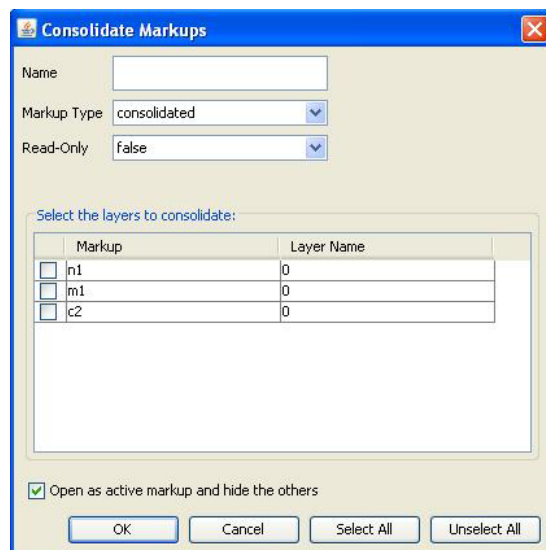 Consolidate Markups
Name
Markup Type consolidated
Read-Only false
Select the layers to consolidate:
Markup Layer Name
n1 0
m1 0
c2 0
Open as active markup and hide the others
OK Cancel Select All Unselect All